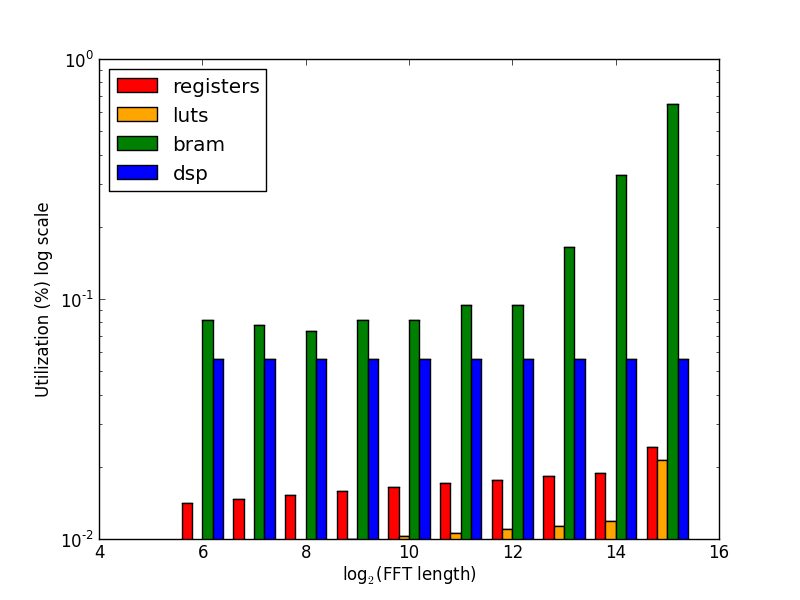 10^0
registers
luts
bram
dsp
Utilization (%) log scale
10^-1
10^-2
4 6 8 10 12 14 16
log_2(FFT length)